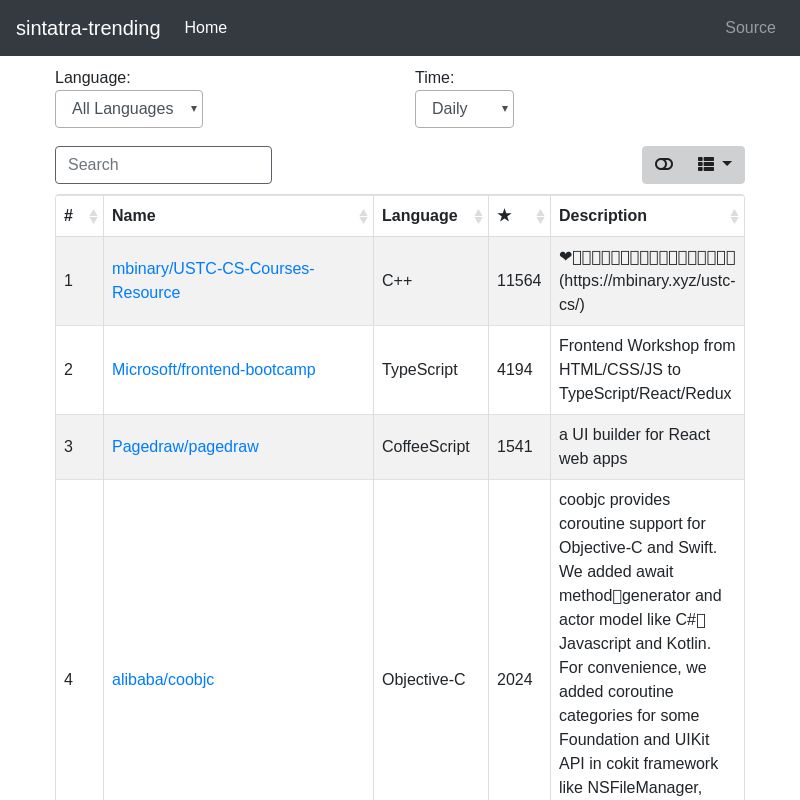 sintatra-trending Home Source
Language: Time:
All Languages Daily
Search
# Name Language ★ Description
1 mbinary/USTC-CS-Courses-Resource C++ 11564 ❤
(https://mbinary.xyz/ustc-cs/)
2 Microsoft/frontend-bootcamp TypeScript 4194 Frontend Workshop from
HTML/CSS/JS to
TypeScript/React/Redux
3 Pagedraw/pagedraw CoffeeScript 1541 a UI builder for React
web apps
4 alibaba/coobjc Objective-C 2024 coobjc provides
coroutine support for
Objective-C and Swift.
We added await
method generator and
actor model like C#
Javascript and Kotlin.
For convenience, we
added coroutine
categories for some
Foundation and UIKit
API in cokit framework
like NSFileManager,